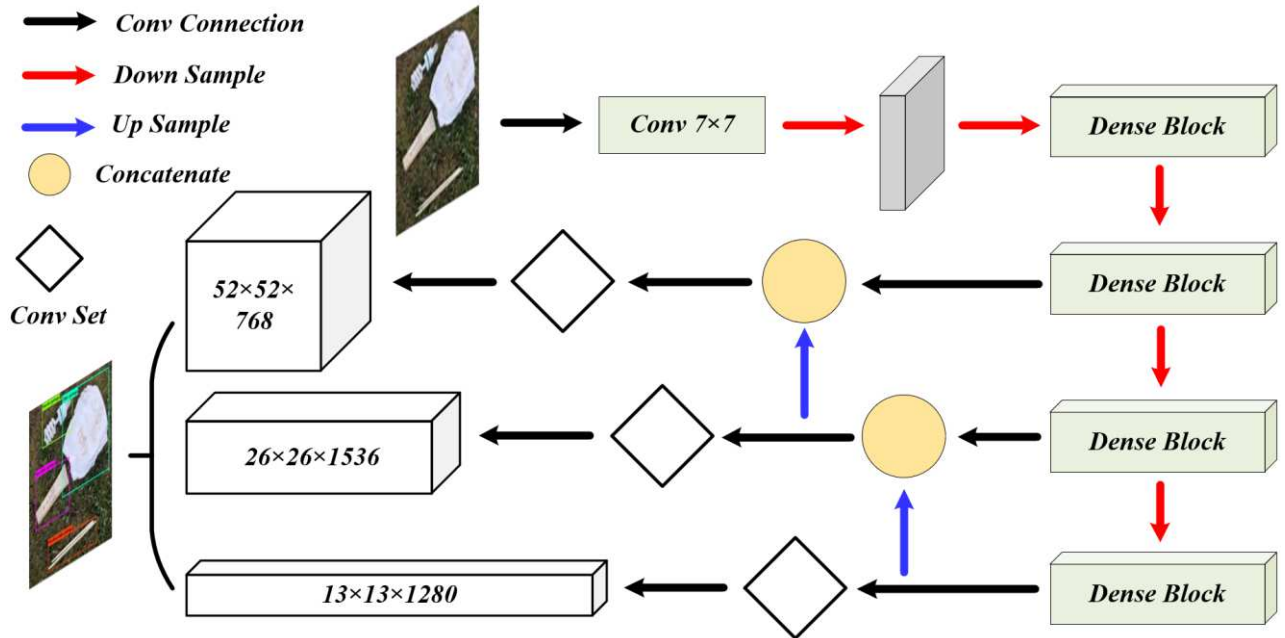 Conv Connection
Down Sample
Up Sample
Concatenate
Conv Set
Conv 7×7
Dense Block
Dense Block
52×52×
768
Dense Block
26×26×1536
Dense Block
13×13×1280